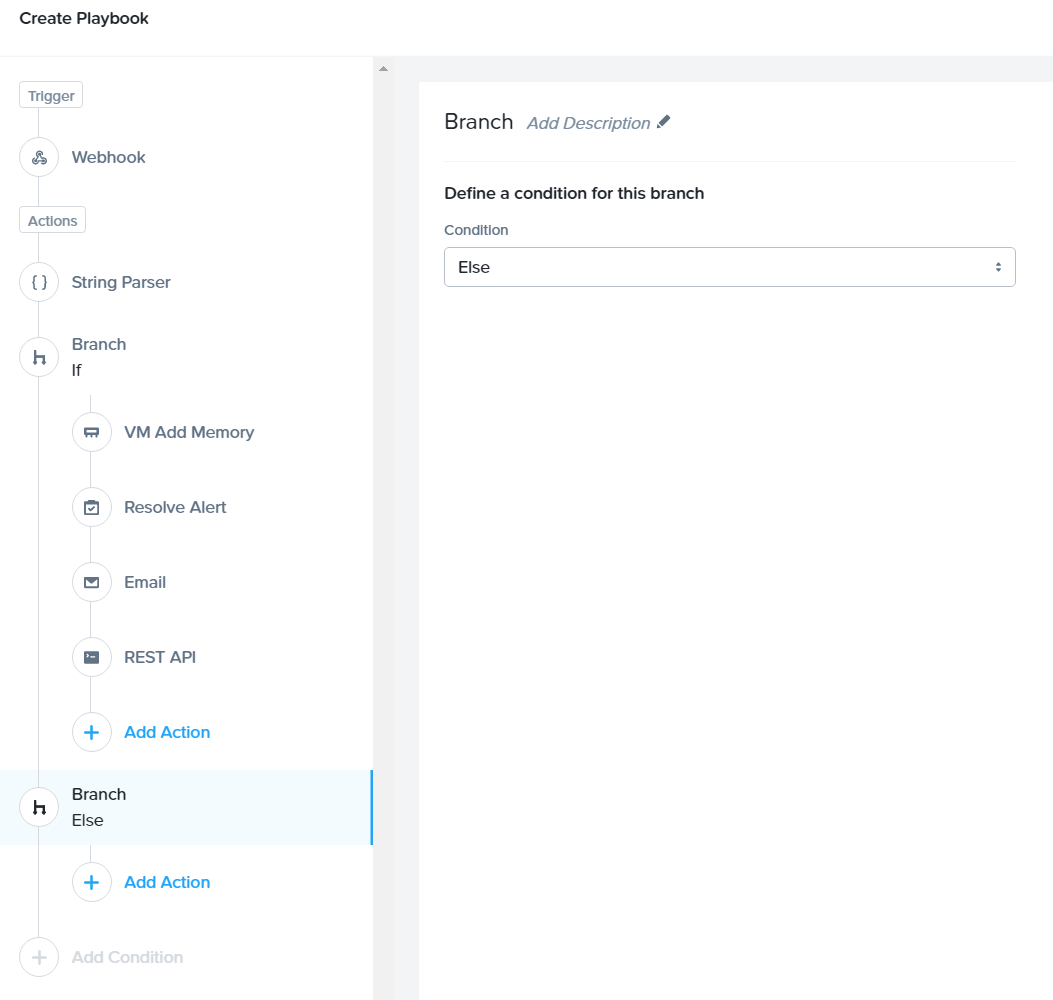 Create Playbook
Trigger
Webhook
Actions
String Parser
Branch
If
VM Add Memory
Resolve Alert
Email
REST API
Add Action
Branch
Else
Add Action
Add Condition
Branch Add Description
Define a condition for this branch
Condition
Else